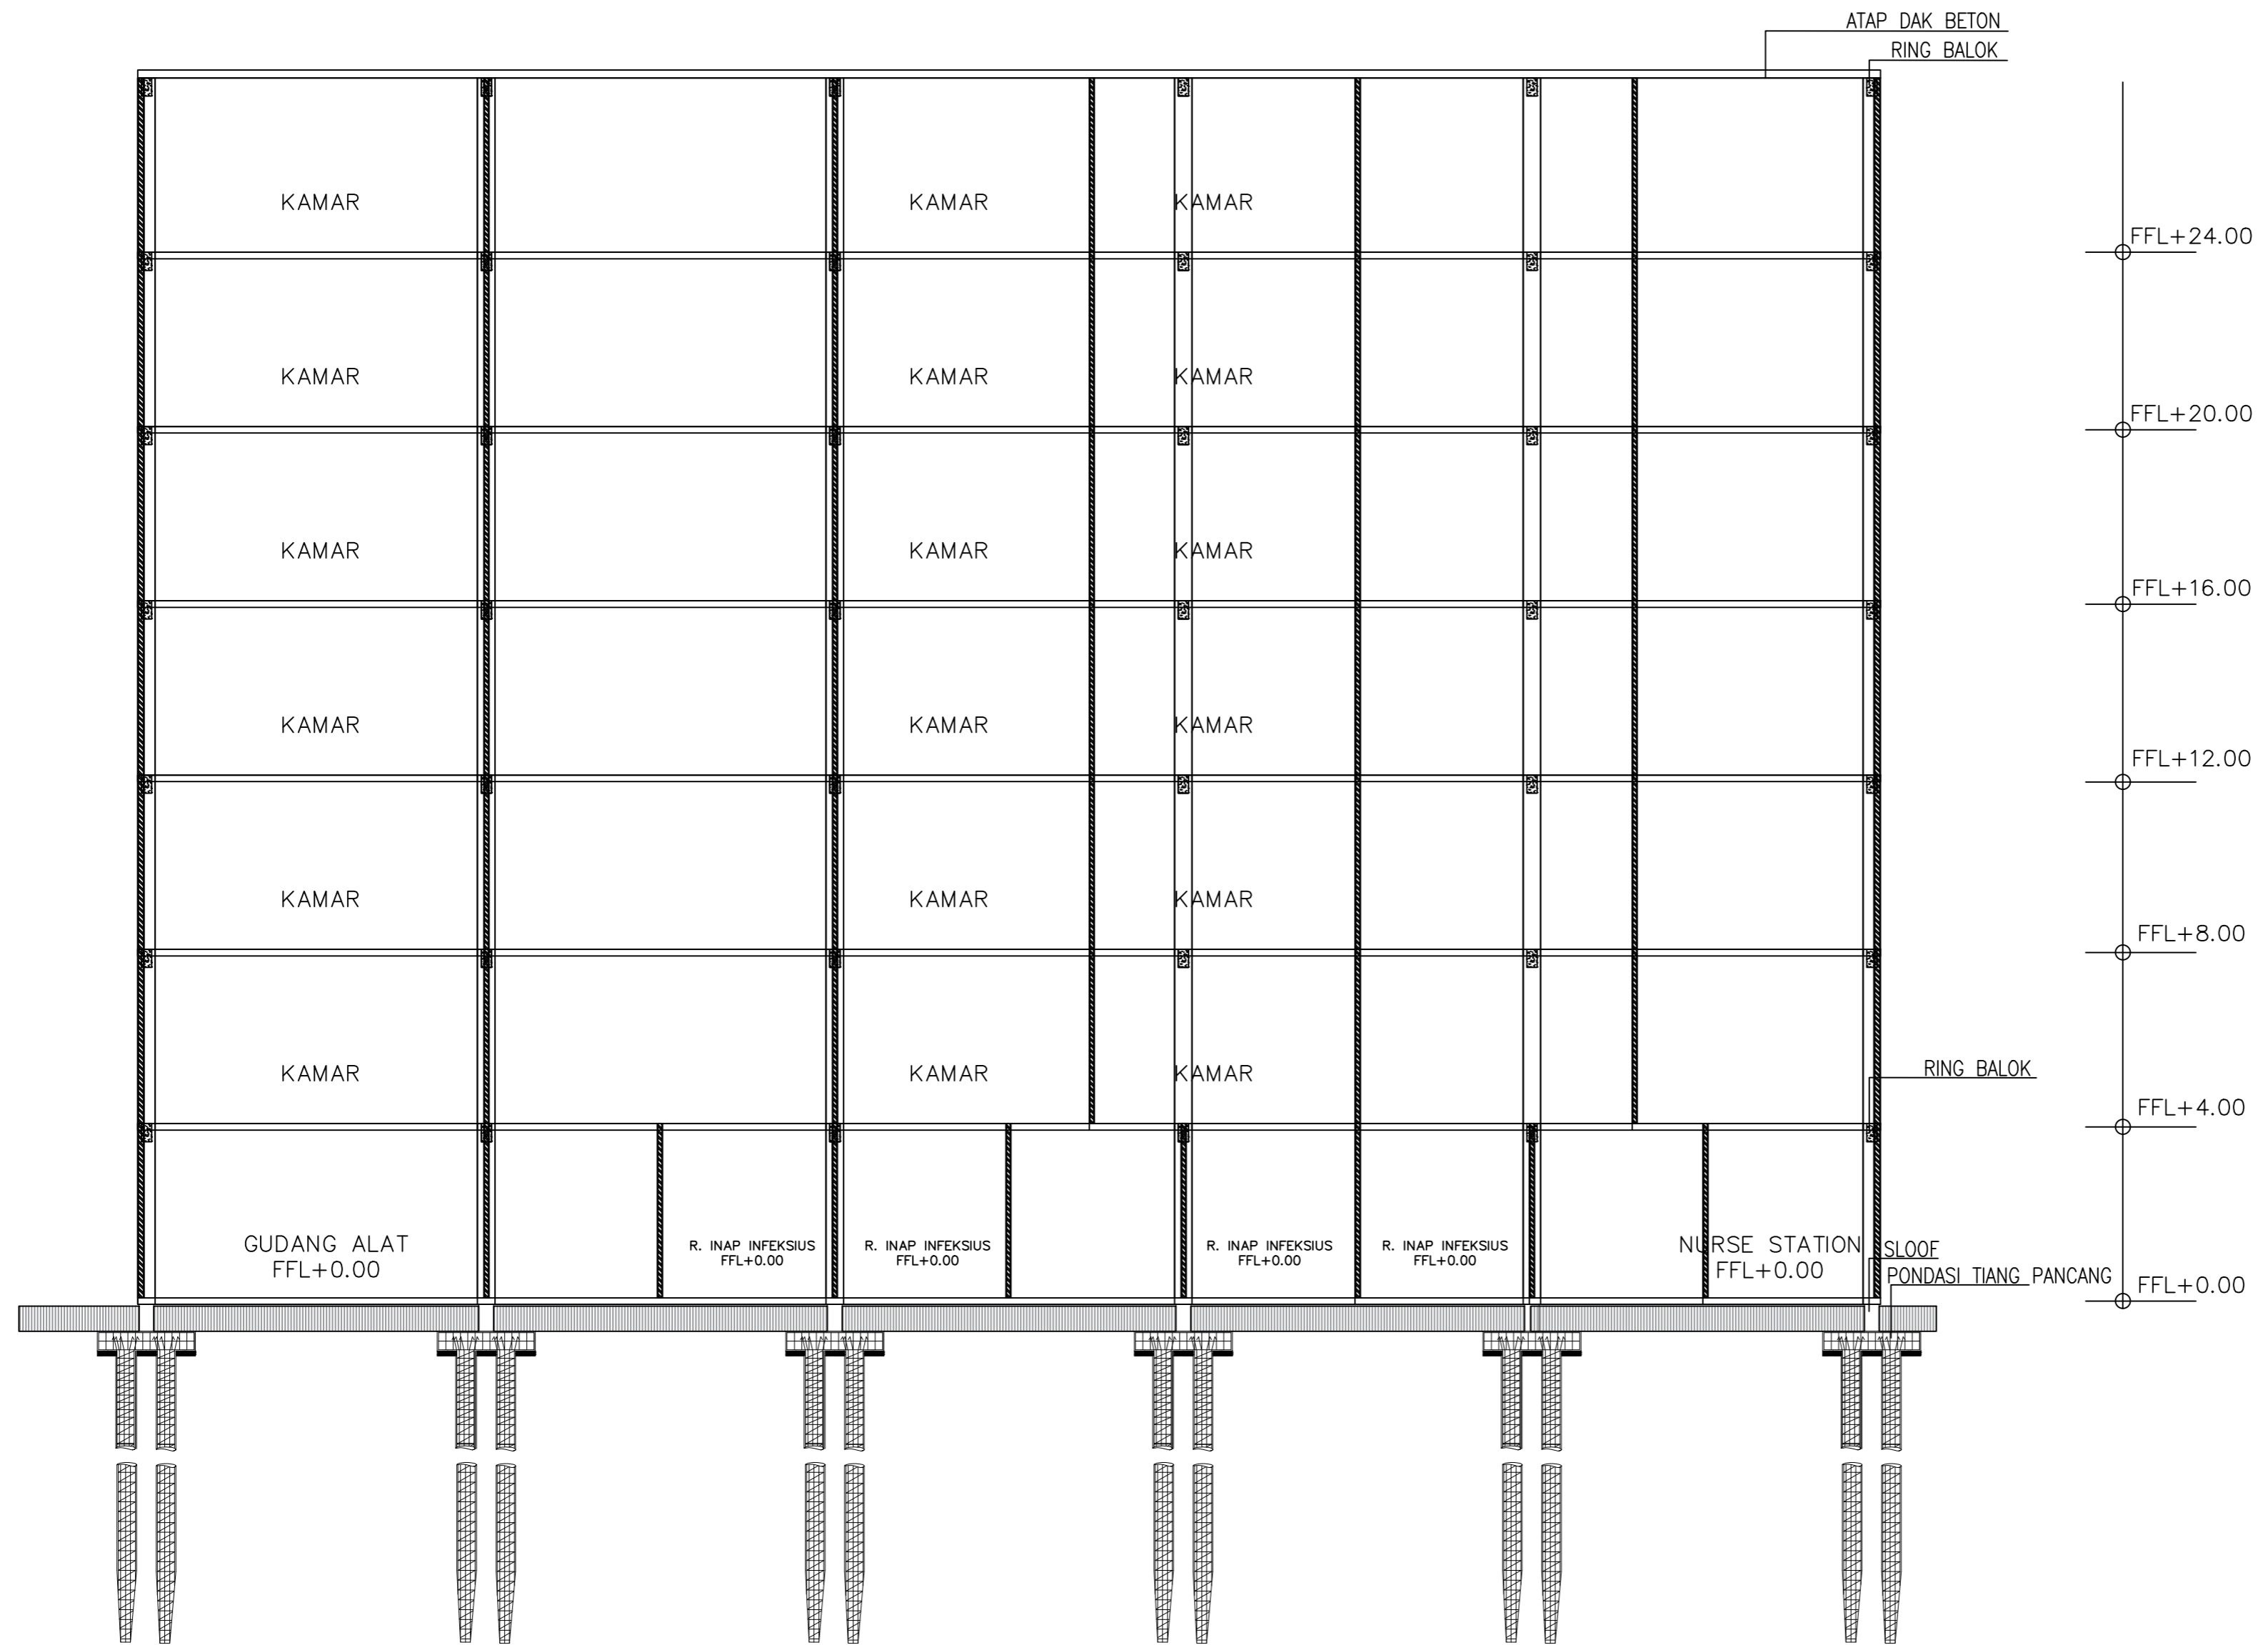 ATAP DAK BETON
RING BALOK
KAMAR KAMAR KAMAR
FFL+24.00
KAMAR KAMAR KAMAR
FFL+20.00
KAMAR KAMAR KAMAR
FFL+16.00
KAMAR KAMAR KAMAR
FFL+12.00
KAMAR KAMAR KAMAR
FFL+8.00
KAMAR KAMAR KAMAR
RING BALOK
FFL+4.00
GUDANG ALAT
FFL+0.00
R. INAP INFEKSIUS
FFL+0.00
R. INAP INFEKSIUS
FFL+0.00
R. INAP INFEKSIUS
FFL+0.00
R. INAP INFEKSIUS
FFL+0.00
NURSE STATION
FFL+0.00
SLOOF
PONDASI TIANG PANCANG
FFL+0.00